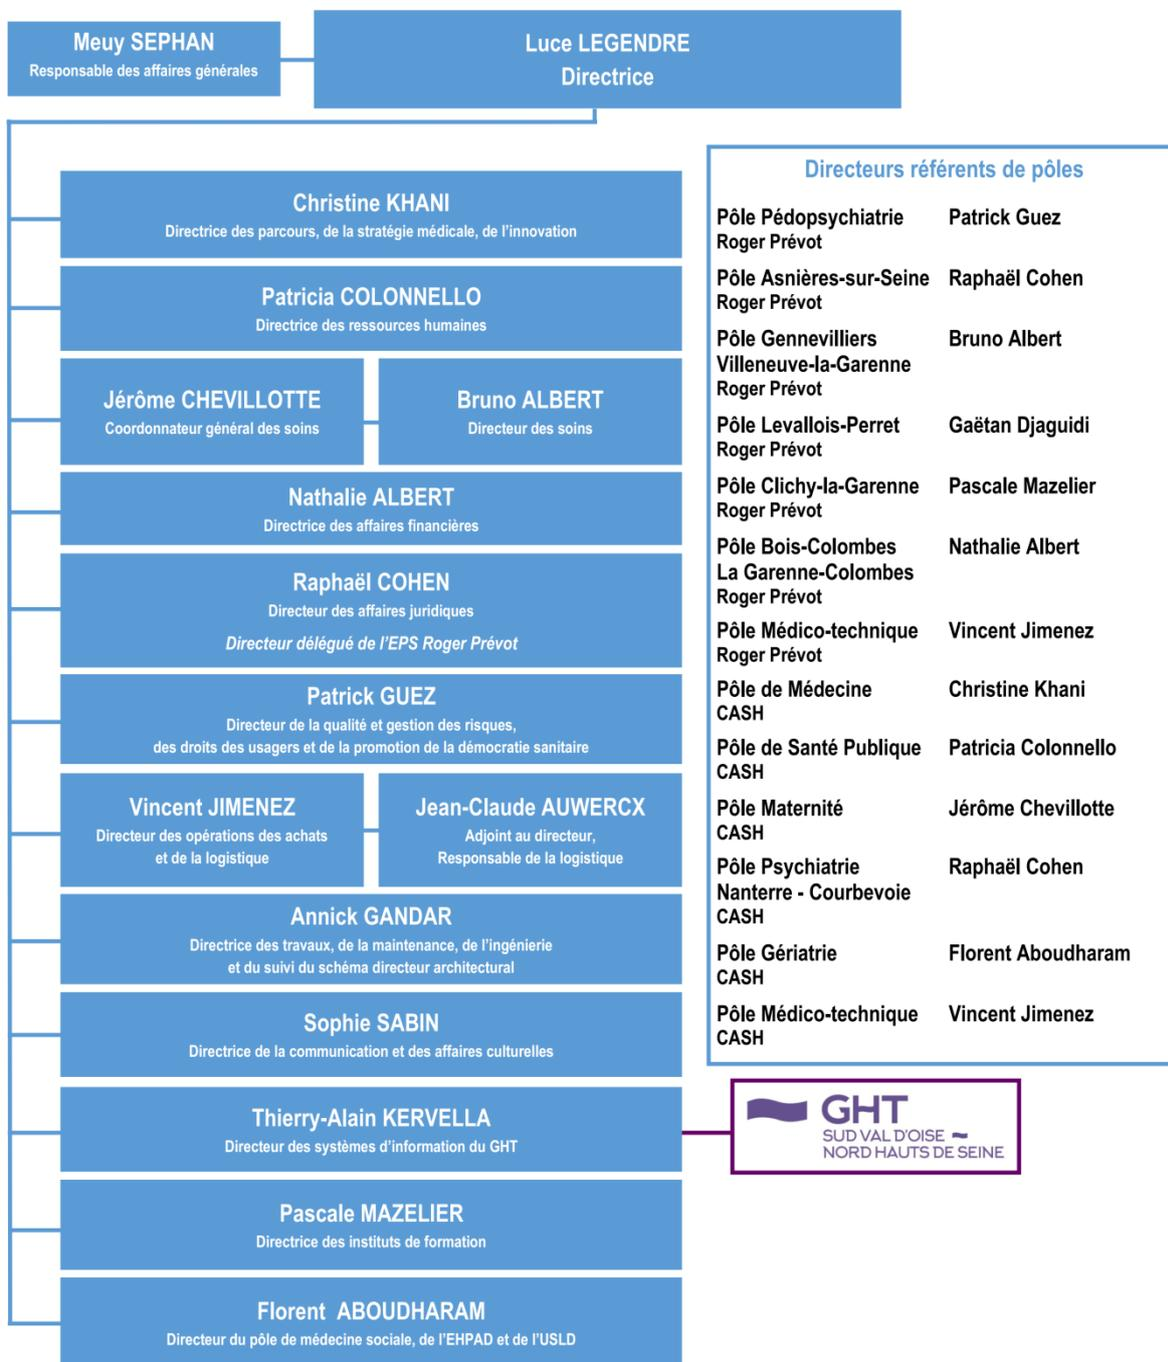 Meuy SEPHAN
Responsable des affaires générales
Luce LEGENDRE
Directrice
Christine KHANI
Directrice des parcours, de la stratégie médicale, de l’innovation
Patricia COLONNELLO
Directrice des ressources humaines
Jérôme CHEVILLOTTE
Coordonnateur général des soins
Bruno ALBERT
Directeur des soins
Nathalie ALBERT
Directrice des affaires financières
Raphaël COHEN
Directeur des affaires juridiques
Directeur délégué de l’EPS Roger Prévot
Patrick GUEZ
Directeur de la qualité et gestion des risques,
des droits des usagers et de la promotion de la démocratie sanitaire
Vincent JIMENEZ
Directeur des opérations des achats
et de la logistique
Jean-Claude AUWERCX
Adjoint au directeur,
Responsable de la logistique
Annick GANDAR
Directrice des travaux, de la maintenance, de l’ingénierie
et du suivi du schéma directeur architectural
Sophie SABIN
Directrice de la communication et des affaires culturelles
Thierry-Alain KERVELLA
Directeur des systèmes d’information du GHT
Pascale MAZELIER
Directrice des instituts de formation
Florent ABOUDHARAM
Directeur du pôle de médecine sociale, de l’EHPAD et de l’USLD
Directeurs référents de pôles
Pôle Pédopsychiatrie Patrick Guez
Roger Prévot
Pôle Asnières-sur-Seine Raphaël Cohen
Roger Prévot
Pôle Gennevilliers Bruno Albert
Villeneuve-la-Garenne
Roger Prévot
Pôle Levallois-Perret Gaëtan Djaguidi
Roger Prévot
Pôle Clichy-la-Garenne Pascale Mazelier
Roger Prévot
Pôle Bois-Colombes Nathalie Albert
La Garenne-Colombes
Roger Prévot
Pôle Médico-technique Vincent Jimenez
Roger Prévot
Pôle de Médecine Christine Khani
CASH
Pôle de Santé Publique Patricia Colonnello
CASH
Pôle Maternité Jérôme Chevillotte
CASH
Pôle Psychiatrie Raphaël Cohen
Nanterre - Courbevoie
CASH
Pôle Gériatrie Florent Aboudharam
CASH
Pôle Médico-technique Vincent Jimenez
CASH
GHT
SUD VAL D'OISE
NORD HAUTS DE SEINE